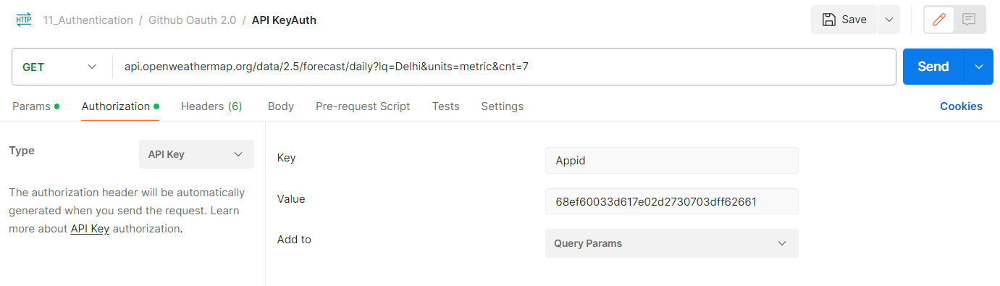 HTTP 11_Authentication / Github Oauth 2.0 / API KeyAuth Save
GET api.openweathermap.org/data/2.5/forecast/daily?lq=Delhi&units=metric&cnt=7 Send
Params Authorization Headers (6) Body Pre-request Script Tests Settings Cookies
Type API Key
The authorization header will be automatically
generated when you send the request. Learn
more about API Key authorization.
Key Appid
Value 68ef60033d617e02d2730703dff62661
Add to Query Params